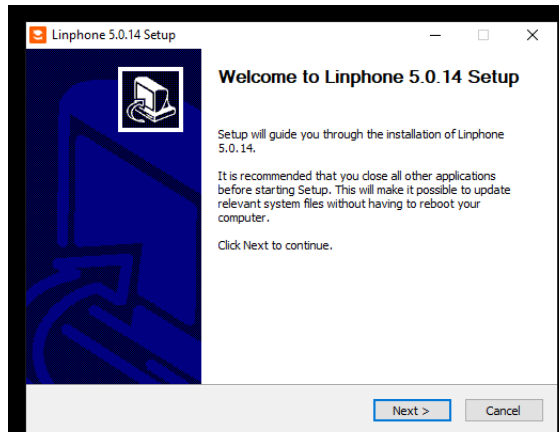 Linphone 5.0.14 Setup
Welcome to Linphone 5.0.14 Setup
Setup will guide you through the installation of Linphone
5.0.14.
It is recommended that you close all other applications
before starting Setup. This will make it possible to update
relevant system files without having to reboot your
computer.
Click Next to continue.
Next >
Cancel